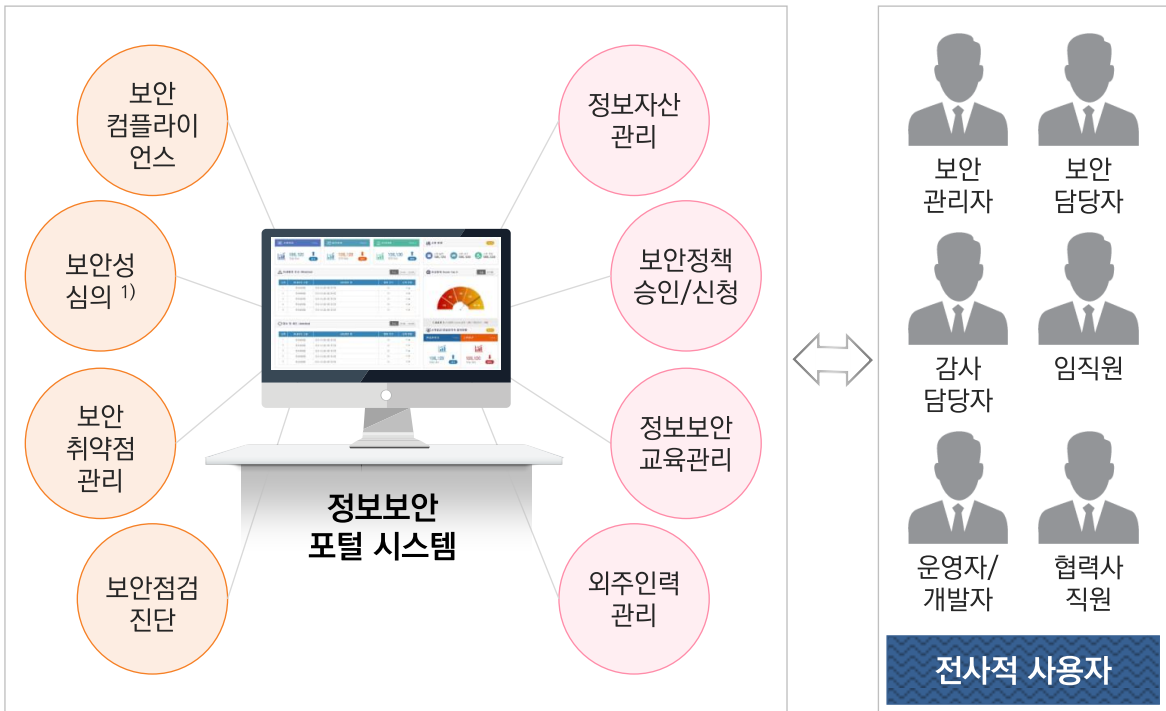 보안
컴플라이
언스
보안성
심의 1)
보안
취약점
관리
보안점검
진단
정보보안
포털 시스템
정보자산
관리
보안정책
승인/신청
정보보안
교육관리
외주인력
관리
보안
관리자
보안
담당자
감사
담당자
임직원
운영자/
개발자
협력사
직원
전사적 사용자